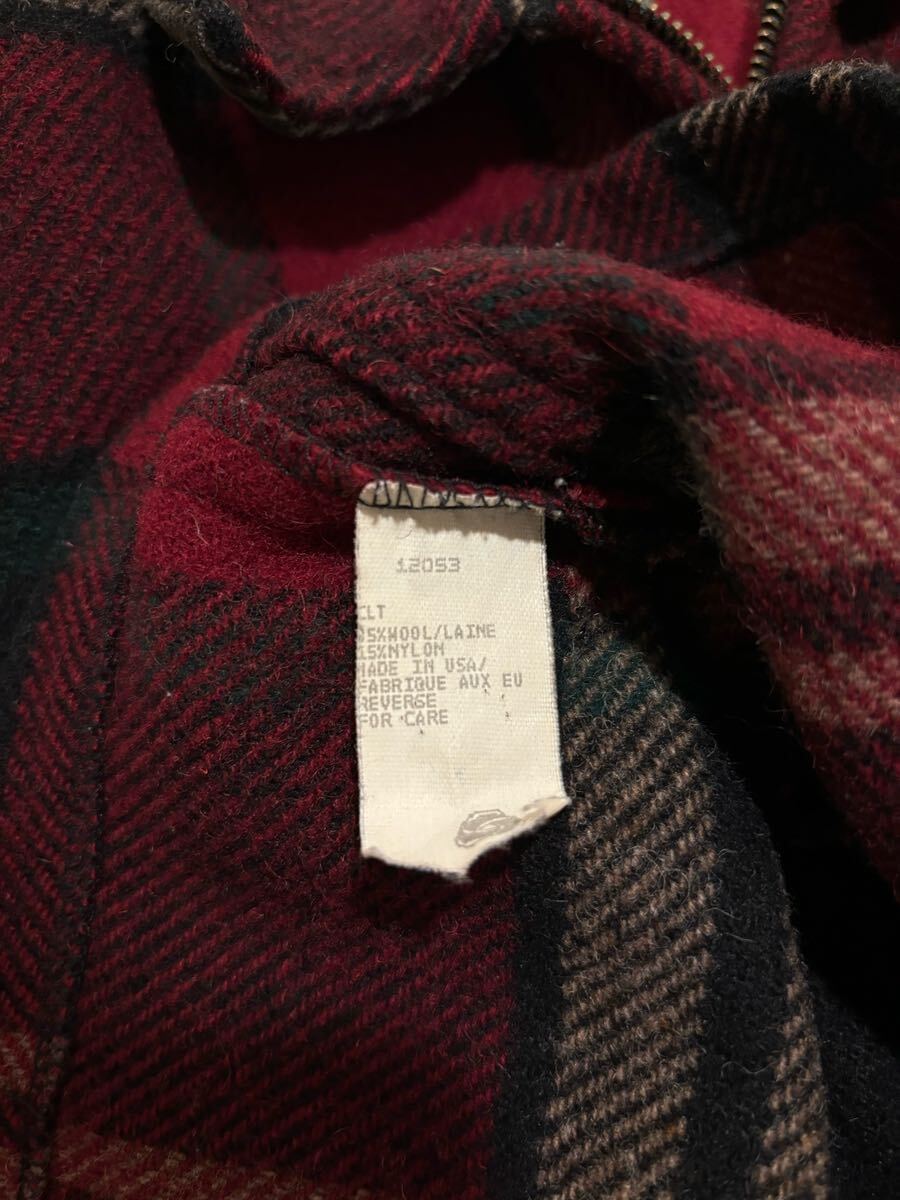 12053
LT
5%WOOL/LAINE
15%NYLON
MADE IN USA/
FABRIQUE AUX EU
REVERSE
FOR CARE